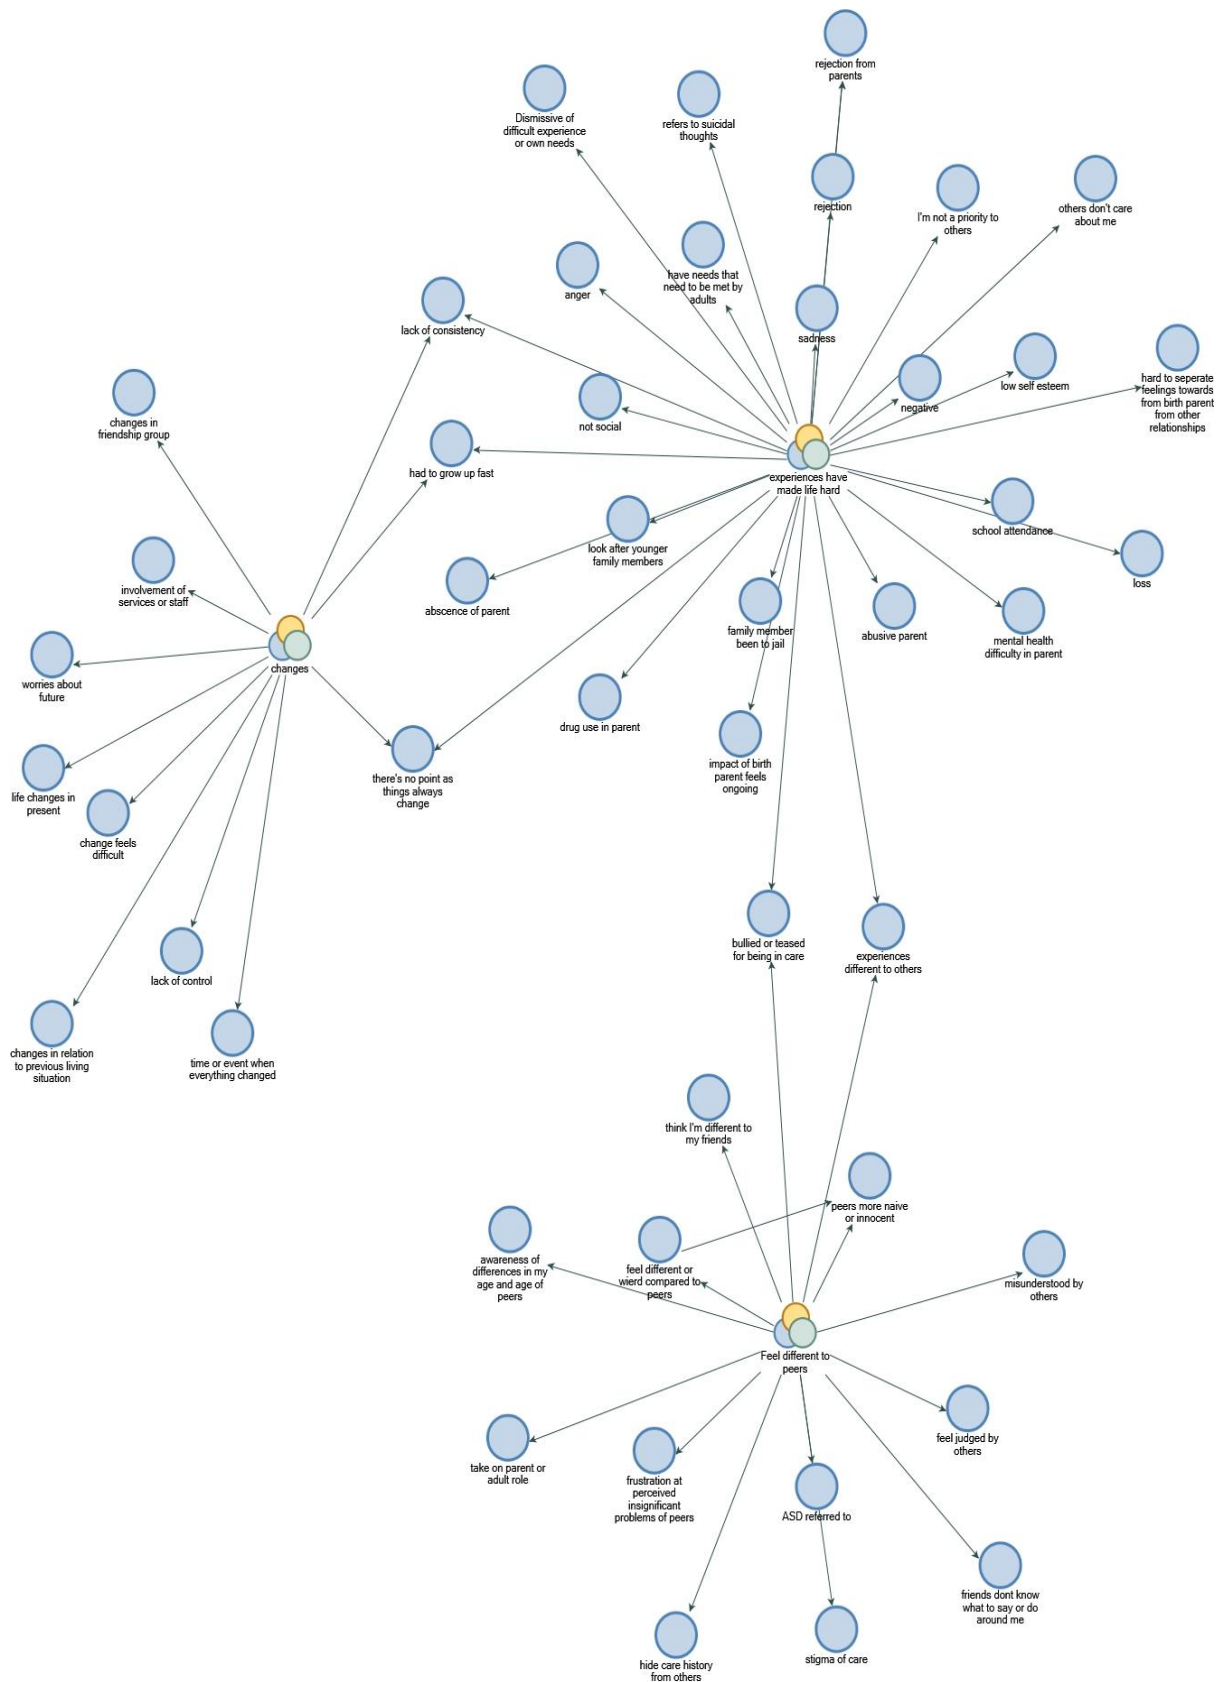 rejection from
parents
Dismissive of
difficult experience
or own needs
refers to suicidal
thoughts
rejection
I'm not a priority to
others
others don't care
about me
anger
have needs that
need to be met by
adults
lack of consistency
sadness
changes in
friendship group
not social
negative
low self esteem
hard to seperate
feelings towards
from birth parent
from other
relationships
had to grow up fast
experiences have
made life hard
look after younger
family members
school attendance
loss
involvement of
services or staff
abscence of parent
family member
been to jail
abusive parent
mental health
difficulty in parent
changes
worries about
future
drug use in parent
life changes in
present
change feels
difficult
there's no point as
things always
change
impact of birth
parent feels
ongoing
bullied or teased
for being in care
experiences
different to others
lack of control
changes in relation
to previous living
situation
time or event when
everything changed
think I'm different to
my friends
peers more naive
or innocent
awareness of
differences in my
age and age of
peers
feel different or
wierd compared to
peers
misunderstood by
others
Feel different to
peers
feel judged by
others
take on parent or
adult role
frustration at
perceived
insignificant
problems of peers
ASD referred to
friends dont know
what to say or do
around me
hide care history
from others
stigma of care